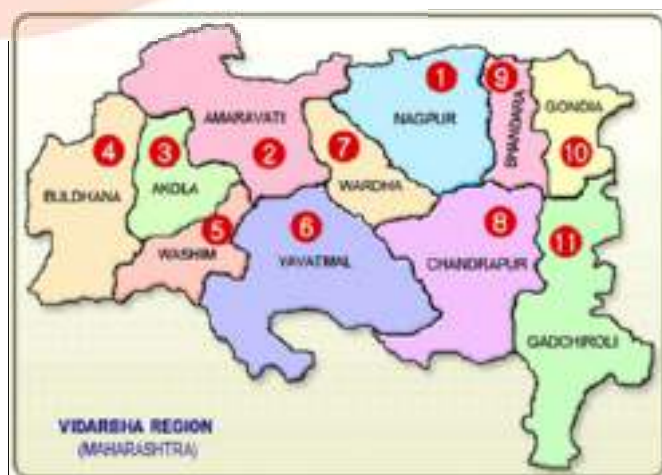 1
9
NAGPUR
BHANDARA
GONDIA
AMARAVATI
4
3
2
7
10
BULDHANA
AKOLA
WARDHA
5
6
8
11
WASHIM
YAVATMAL
CHANDRAPUR
GADCHIROLI
VIDARBHA REGION
(MAHARASHTRA)